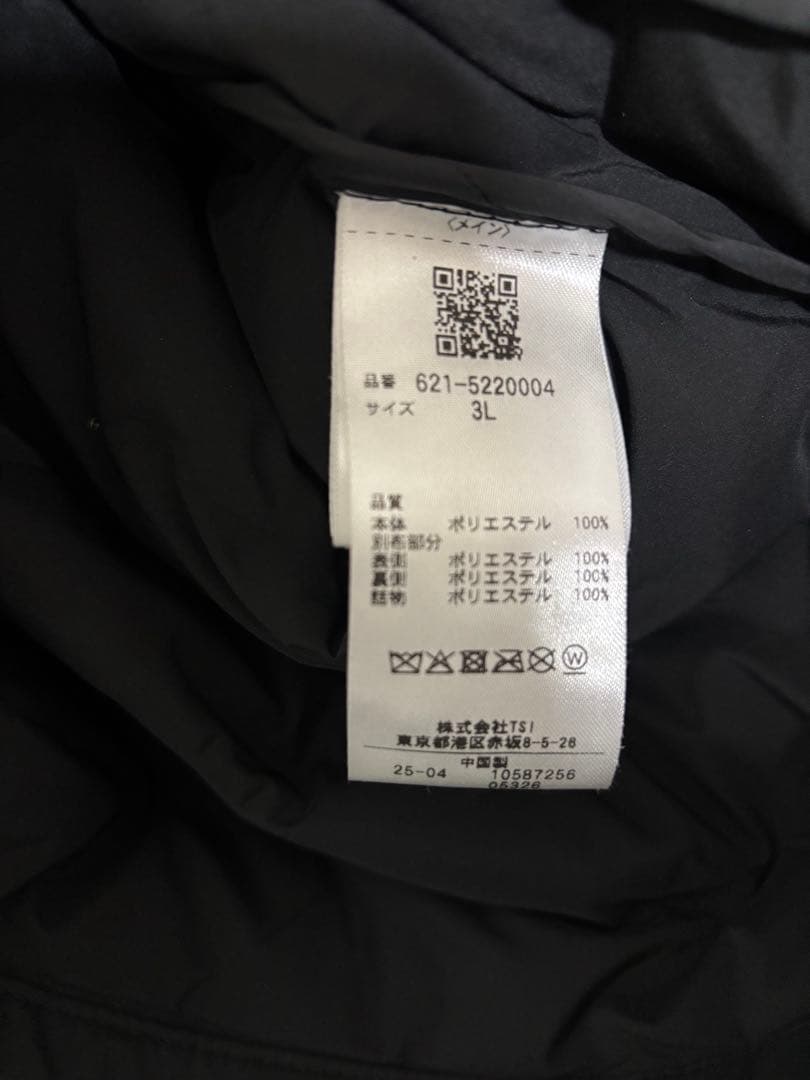 〈メイン〉
品番 621-5220004
サイズ 3L
品質
本体 ポリエステル 100%
別布部分
表側 ポリエステル 100%
裏側 ポリエステル 100%
詰物 ポリエステル 100%
W
株式会社TSI
東京都港区赤坂8-5-28
中国製
25-04 10587256
05326